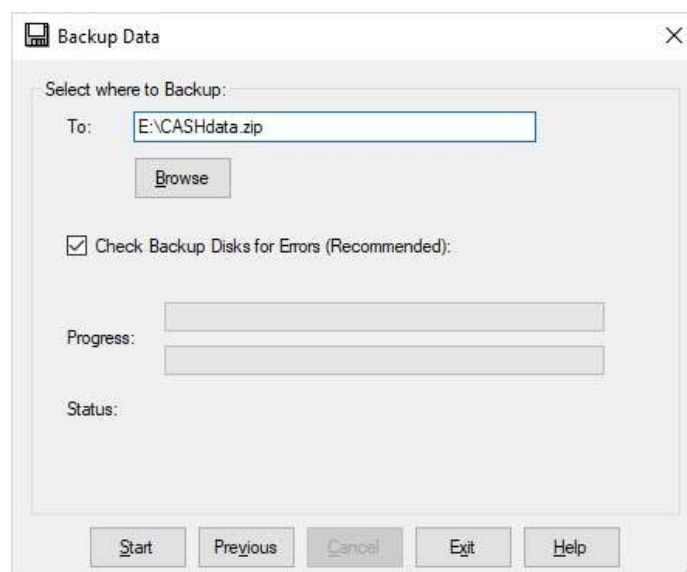 Backup Data
Select where to Backup:
To: E:\CASHdata.zip
Browse
Check Backup Disks for Errors (Recommended):
Progress:
Status:
Start Previous Cancel Exit Help